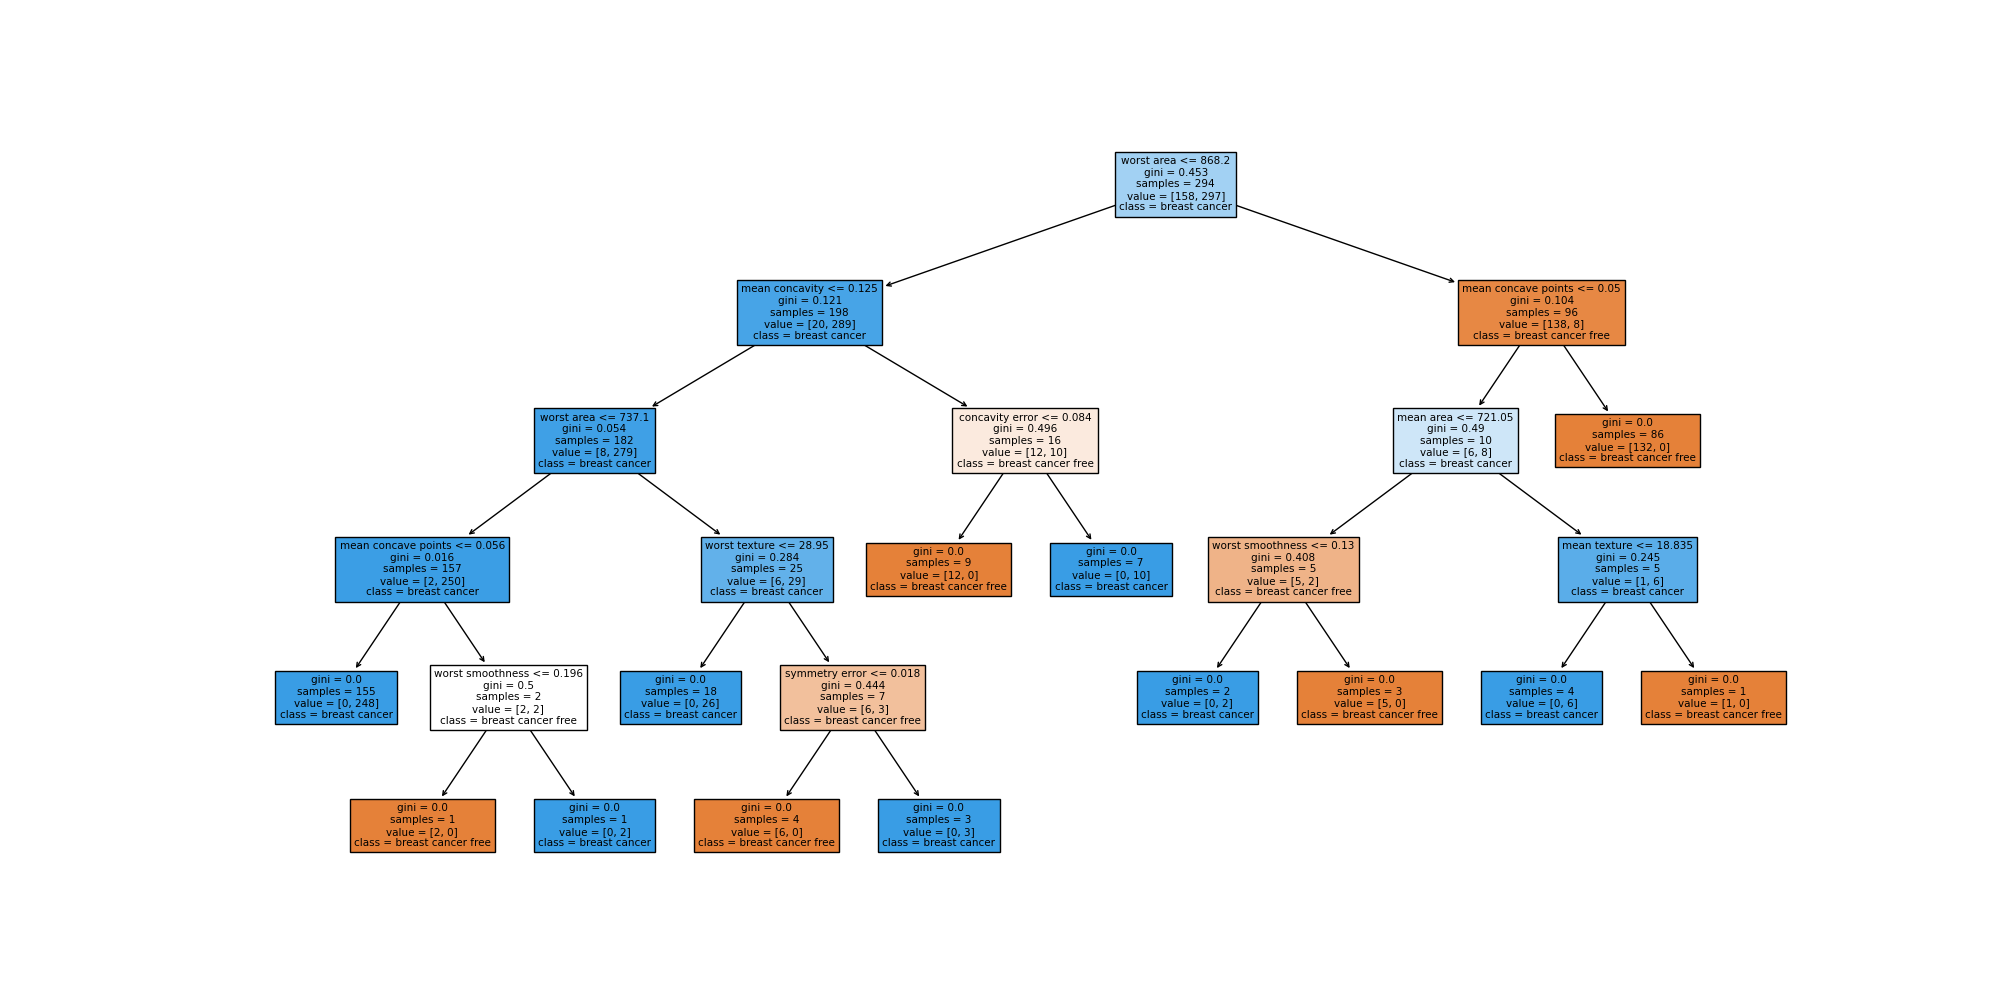 worst area <= 868.2
gini = 0.453
samples = 294
value = [158, 297]
class = breast cancer
mean concavity <= 0.125
gini = 0.121
samples = 198
value = [20, 289]
class = breast cancer
mean concave points <= 0.05
gini = 0.104
samples = 96
value = [138, 8]
class = breast cancer free
worst area <= 737.1
gini = 0.054
samples = 182
value = [8, 279]
class = breast cancer
concavity error <= 0.084
gini = 0.496
samples = 16
value = [12, 10]
class = breast cancer free
mean area <= 721.05
gini = 0.49
samples = 10
value = [6, 8]
class = breast cancer
gini = 0.0
samples = 86
value = [132, 0]
class = breast cancer free
mean concave points <= 0.056
gini = 0.016
samples = 157
value = [2, 250]
class = breast cancer
worst texture <= 28.95
gini = 0.284
samples = 25
value = [6, 29]
class = breast cancer
gini = 0.0
samples = 9
value = [12, 0]
class = breast cancer free
gini = 0.0
samples = 7
value = [0, 10]
class = breast cancer
worst smoothness <= 0.13
gini = 0.408
samples = 5
value = [5, 2]
class = breast cancer free
mean texture <= 18.835
gini = 0.245
samples = 5
value = [1, 6]
class = breast cancer
gini = 0.0
samples = 155
value = [0, 248]
class = breast cancer
worst smoothness <= 0.196
gini = 0.5
samples = 2
value = [2, 2]
class = breast cancer free
gini = 0.0
samples = 18
value = [0, 26]
class = breast cancer
symmetry error <= 0.018
gini = 0.444
samples = 7
value = [6, 3]
class = breast cancer free
gini = 0.0
samples = 2
value = [0, 2]
class = breast cancer
gini = 0.0
samples = 3
value = [5, 0]
class = breast cancer free
gini = 0.0
samples = 4
value = [0, 6]
class = breast cancer
gini = 0.0
samples = 1
value = [1, 0]
class = breast cancer free
gini = 0.0
samples = 1
value = [2, 0]
class = breast cancer free
gini = 0.0
samples = 1
value = [0, 2]
class = breast cancer
gini = 0.0
samples = 4
value = [6, 0]
class = breast cancer free
gini = 0.0
samples = 3
value = [0, 3]
class = breast cancer